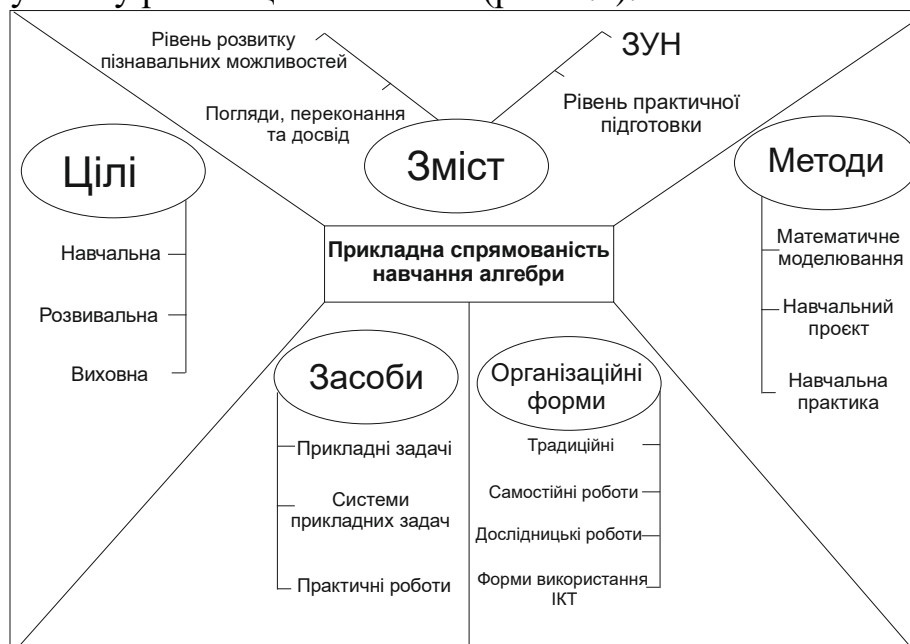 Рівень розвитку
пізнавальних можливостей
Погляди, переконання
та досвід
ЗУН
Рівень практичної
підготовки
Зміст
Цілі
Навчальна
Розвивальна
Виховна
Методи
Математичне
моделювання
Навчальний
проєкт
Навчальна
практика
Прикладна спрямованість
навчання алгебри
Засоби
Прикладні задачі
Системи
прикладних задач
Практичні роботи
Організаційні
форми
Традиційні
Самостійні роботи
Дослідницькі роботи
Форми використання
ІКТ